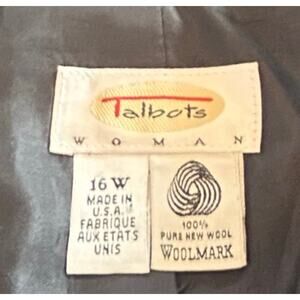 Talbots
WOMAN
16 W
MADE IN
U.S.A.
FABRIQUE
AUX ETATS
UNIS
100%
PURE NEW WOOL
WOOLMARK